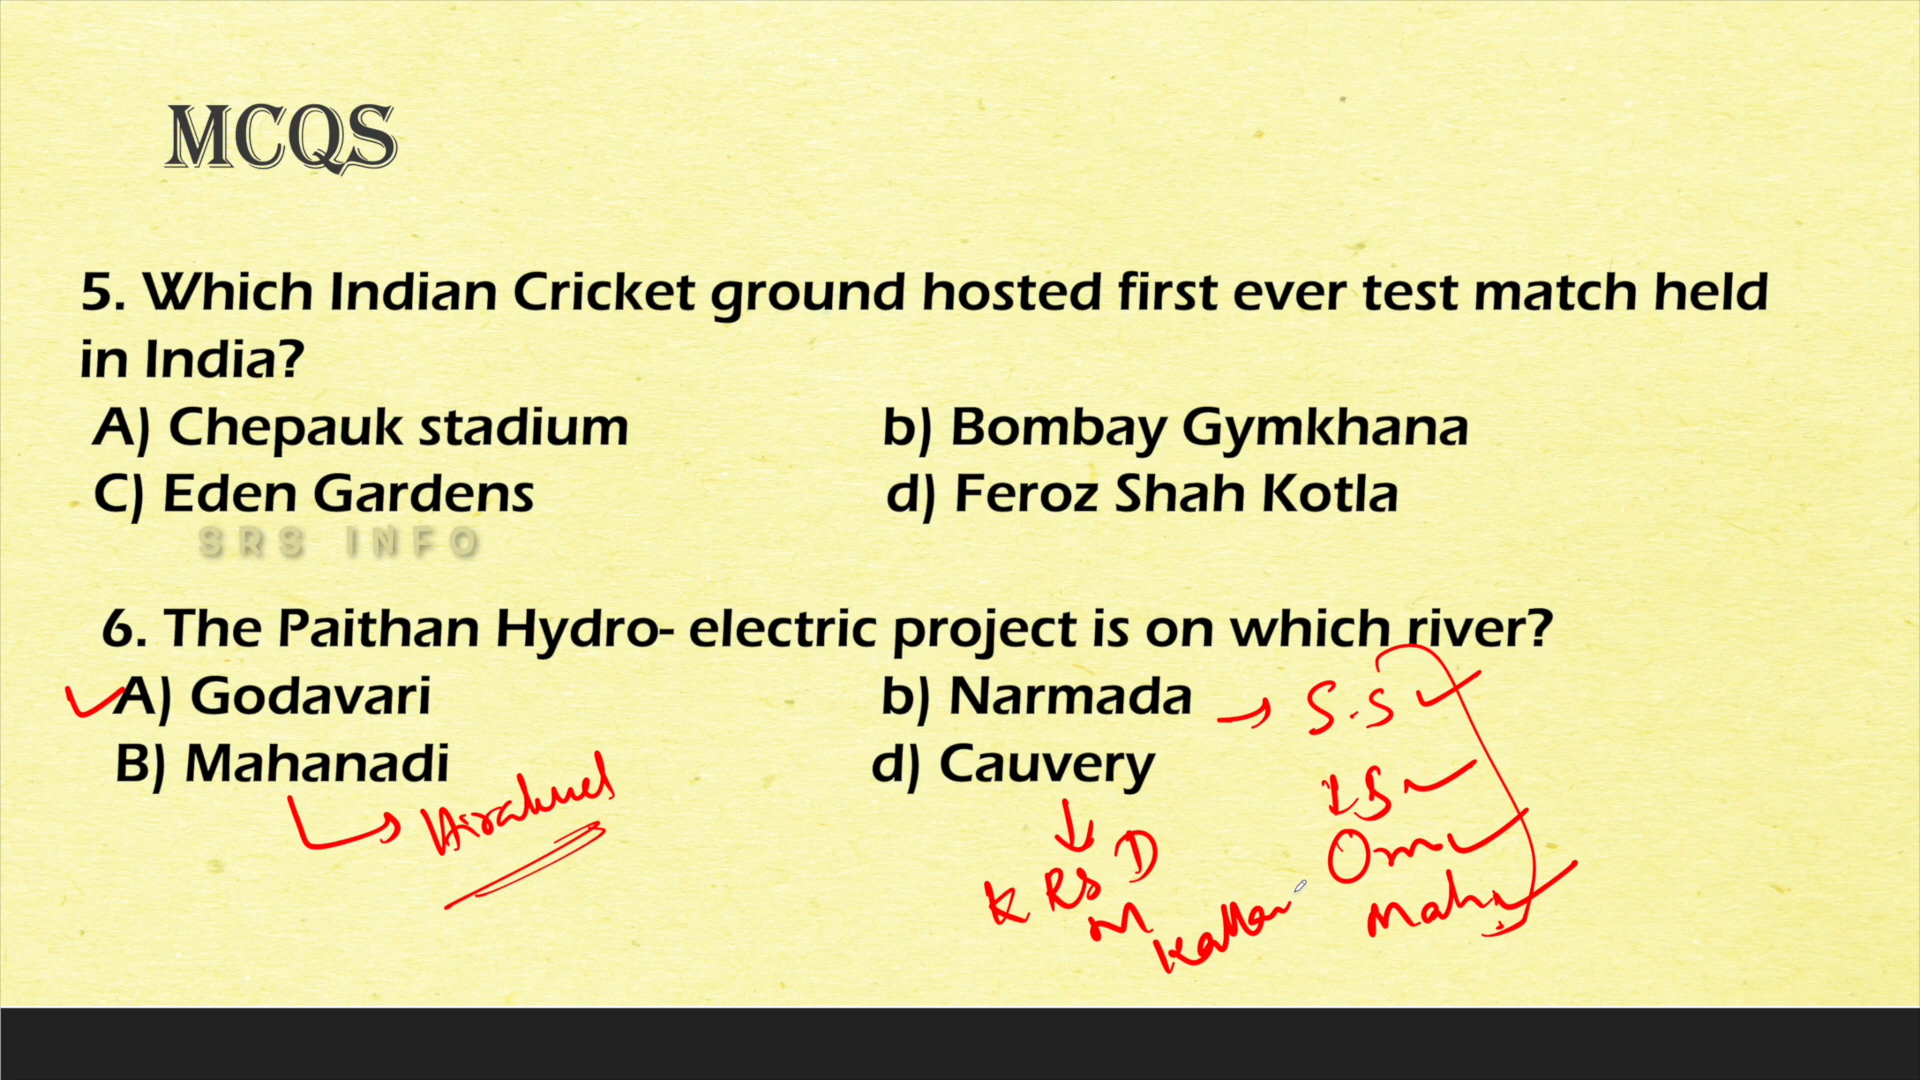 MCQS
5. Which Indian Cricket ground hosted first ever test match held
in India?
A) Chepauk stadium b) Bombay Gymkhana
C) Eden Gardens d) Feroz Shah Kotla
SRS INFO
6. The Paithan Hydro- electric project is on which river?
A) Godavari b) Narmada → S.S
B) Mahanadi d) Cauvery
Hirakud
Om
K RS D
M